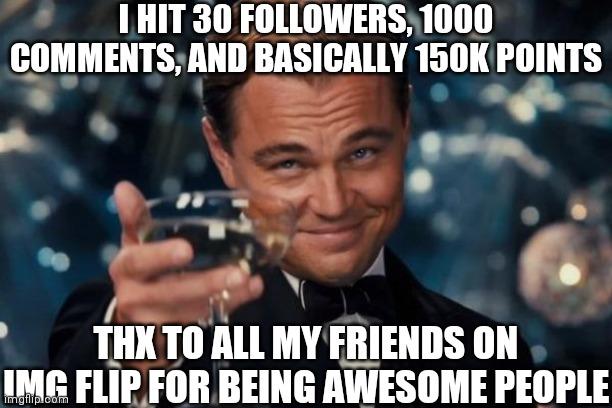 I HIT 30 FOLLOWERS, 1000
COMMENTS, AND BASICALLY 150K POINTS
THX TO ALL MY FRIENDS ON
IMG FLIP FOR BEING AWESOME PEOPLE
imgflip.com